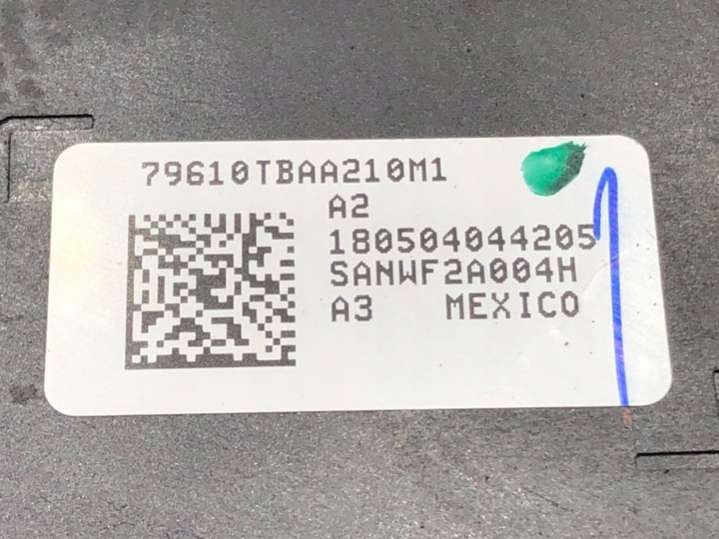 79610TBAA210M1
A2
180504044205
SANWF2A004H
A3 MEXICO